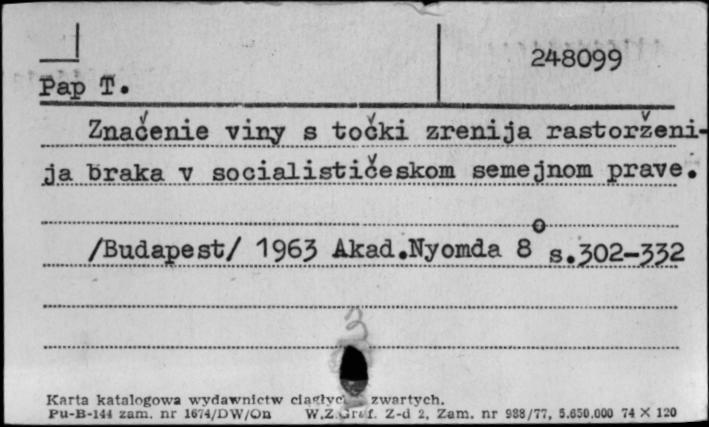 248099
Pap T.
Značenie viny s točki zrenija rastorženi-
ja braka v socialističeskom semejnom prave.
/Budapest/ 1963 Akad.Nyomda 8° s.302-332
3
Karta katalogowa wydawnictw zwartych.
Pu-B-144 zam. nr 1674/DW/On W.Z.Graf. Z-d 2, Zam. nr 988/77, 5.650.000 74 × 120